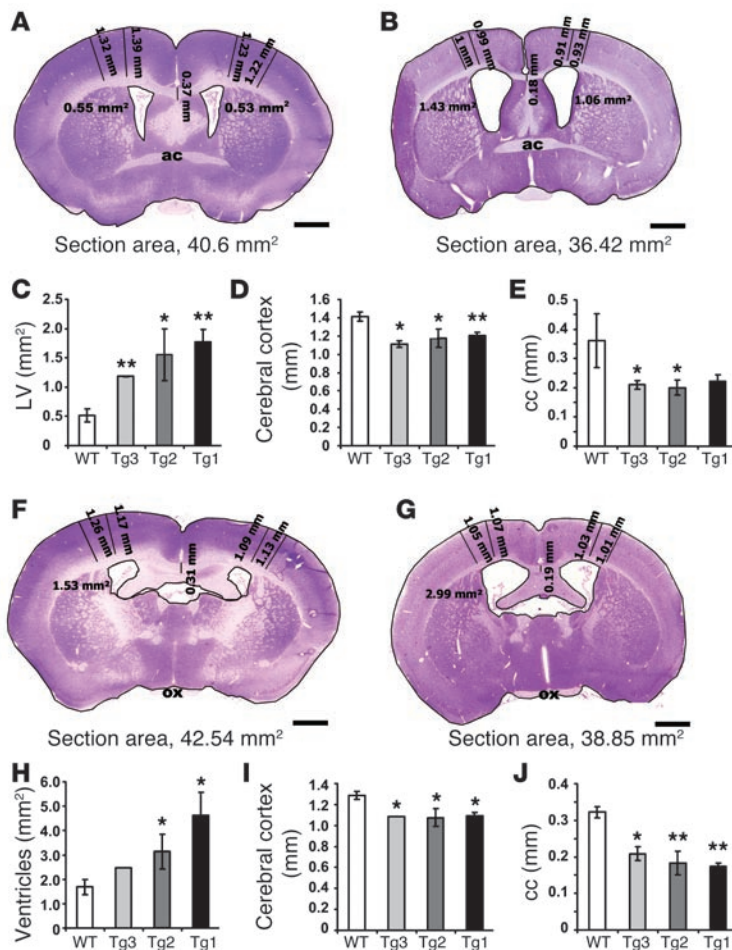 A
1.32 mm
1.39 mm
1.23 mm
1.22 mm
0.37 mm
0.55 mm²
0.53 mm²
ac
Section area, 40.6 mm²
B
1 mm
0.99 mm
0.91 mm
0.93 mm
0.18 mm
1.43 mm²
1.06 mm²
ac
Section area, 36.42 mm²
C
LV (mm²)
2.5
2.0
1.5
1.0
0.5
0
**
*
**
WT Tg3 Tg2 Tg1
D
Cerebral cortex
(mm)
1.6
1.4
1.2
1.0
1.8
1.6
1.4
1.2
0
*
*
**
WT Tg3 Tg2 Tg1
E
cc (mm)
0.5
0.4
0.3
0.2
0.1
0
*
*
WT Tg3 Tg2 Tg1
F
1.26 mm
1.17 mm
1.09 mm
1.13 mm
0.31 mm
1.53 mm²
ox
Section area, 42.54 mm²
G
1.05 mm
1.07 mm
1.03 mm
1.01 mm
0.19 mm
2.99 mm²
ox
Section area, 38.85 mm²
H
Ventricles (mm²)
6.0
5.0
4.0
3.0
2.0
1.0
0
*
*
WT Tg3 Tg2 Tg1
I
Cerebral cortex
(mm)
1.4
1.2
1.0
1.8
1.6
1.4
1.2
0
*
*
*
WT Tg3 Tg2 Tg1
J
cc (mm)
0.4
0.3
0.2
0.1
0
*
**
**
WT Tg3 Tg2 Tg1